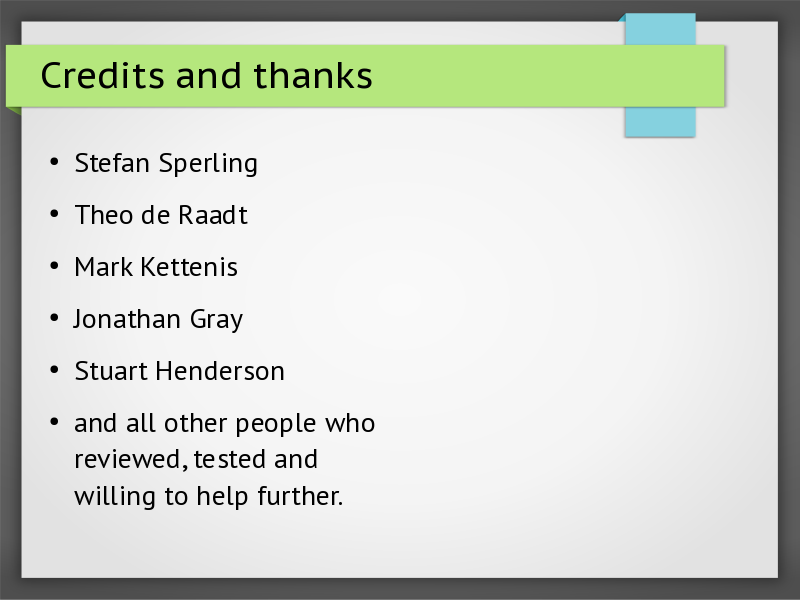 Credits and thanks
• Stefan Sperling
• Theo de Raadt
• Mark Kettenis
• Jonathan Gray
• Stuart Henderson
• and all other people who
reviewed, tested and
willing to help further.